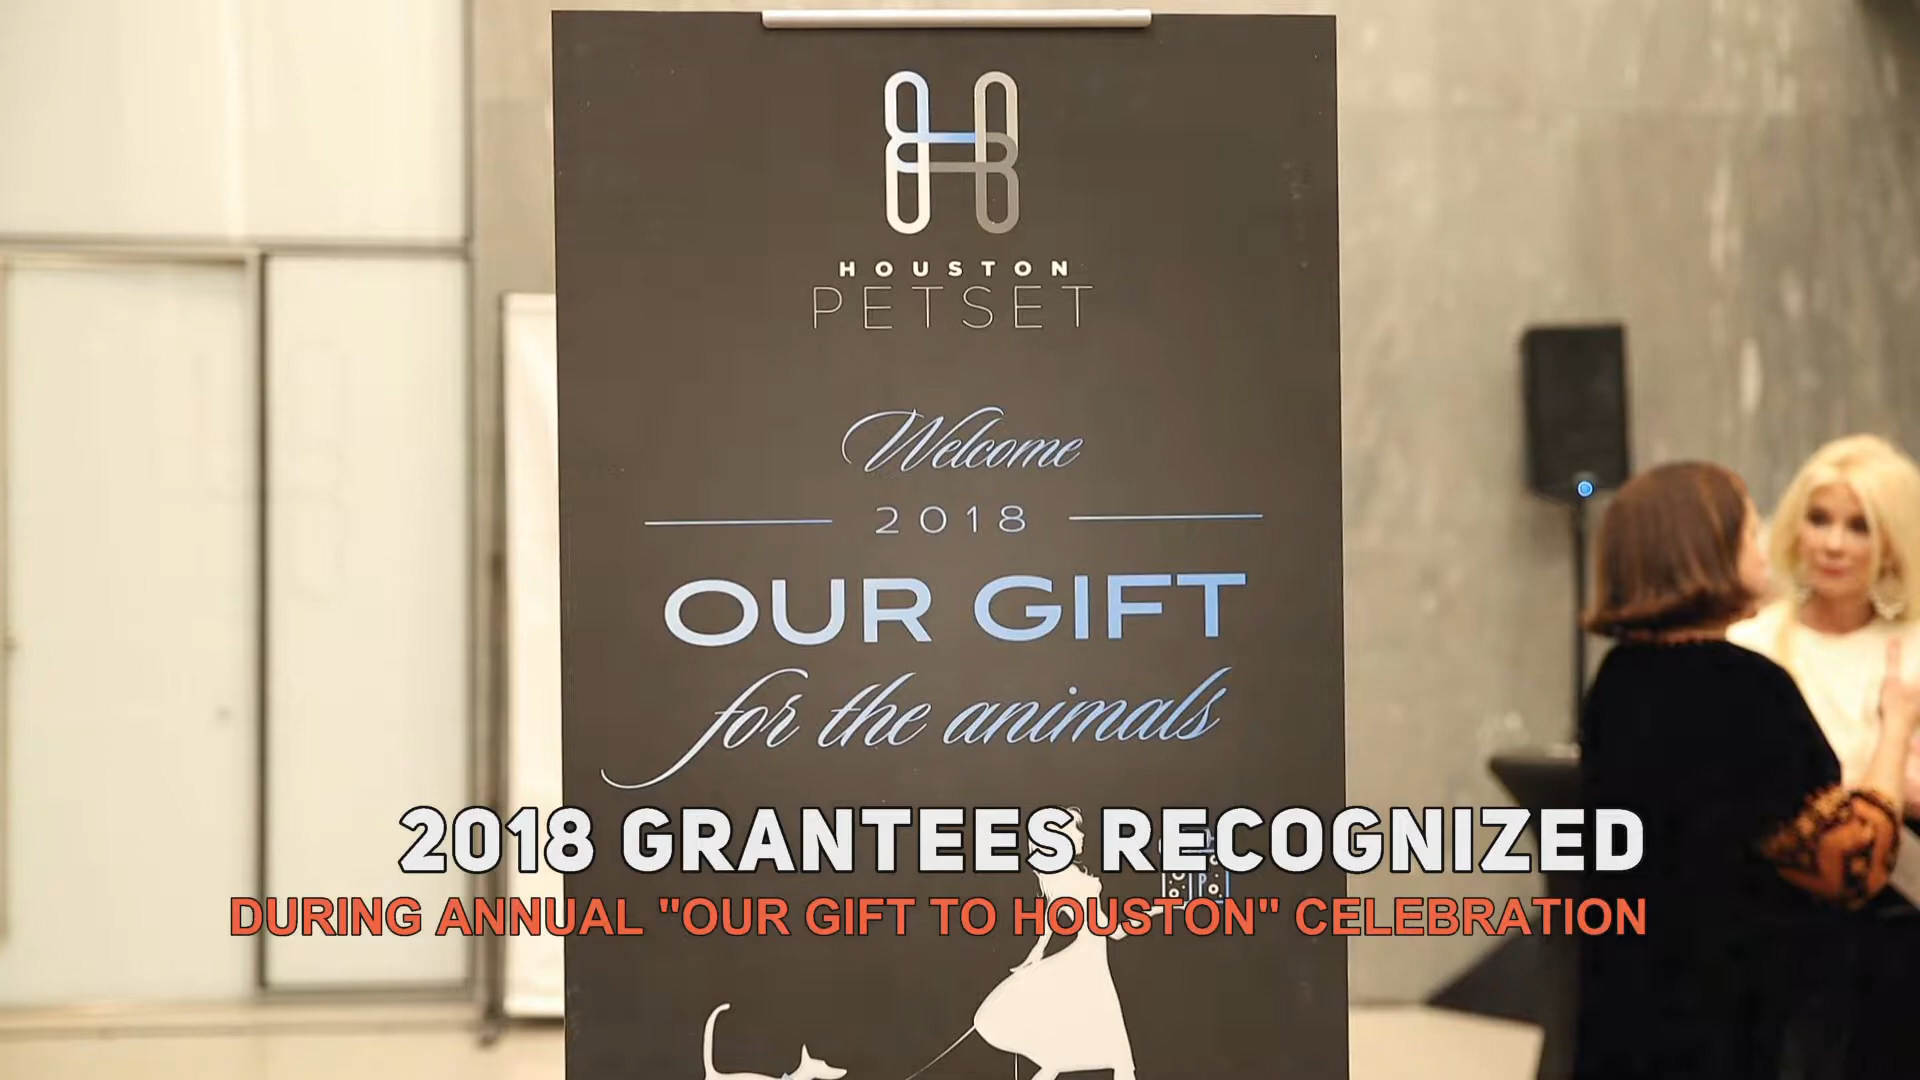 HOUSTON
PETSET
Welcome
2018
OUR GIFT
for the animals
2018 GRANTEES RECOGNIZED
DURING ANNUAL "OUR GIFT TO HOUSTON" CELEBRATION